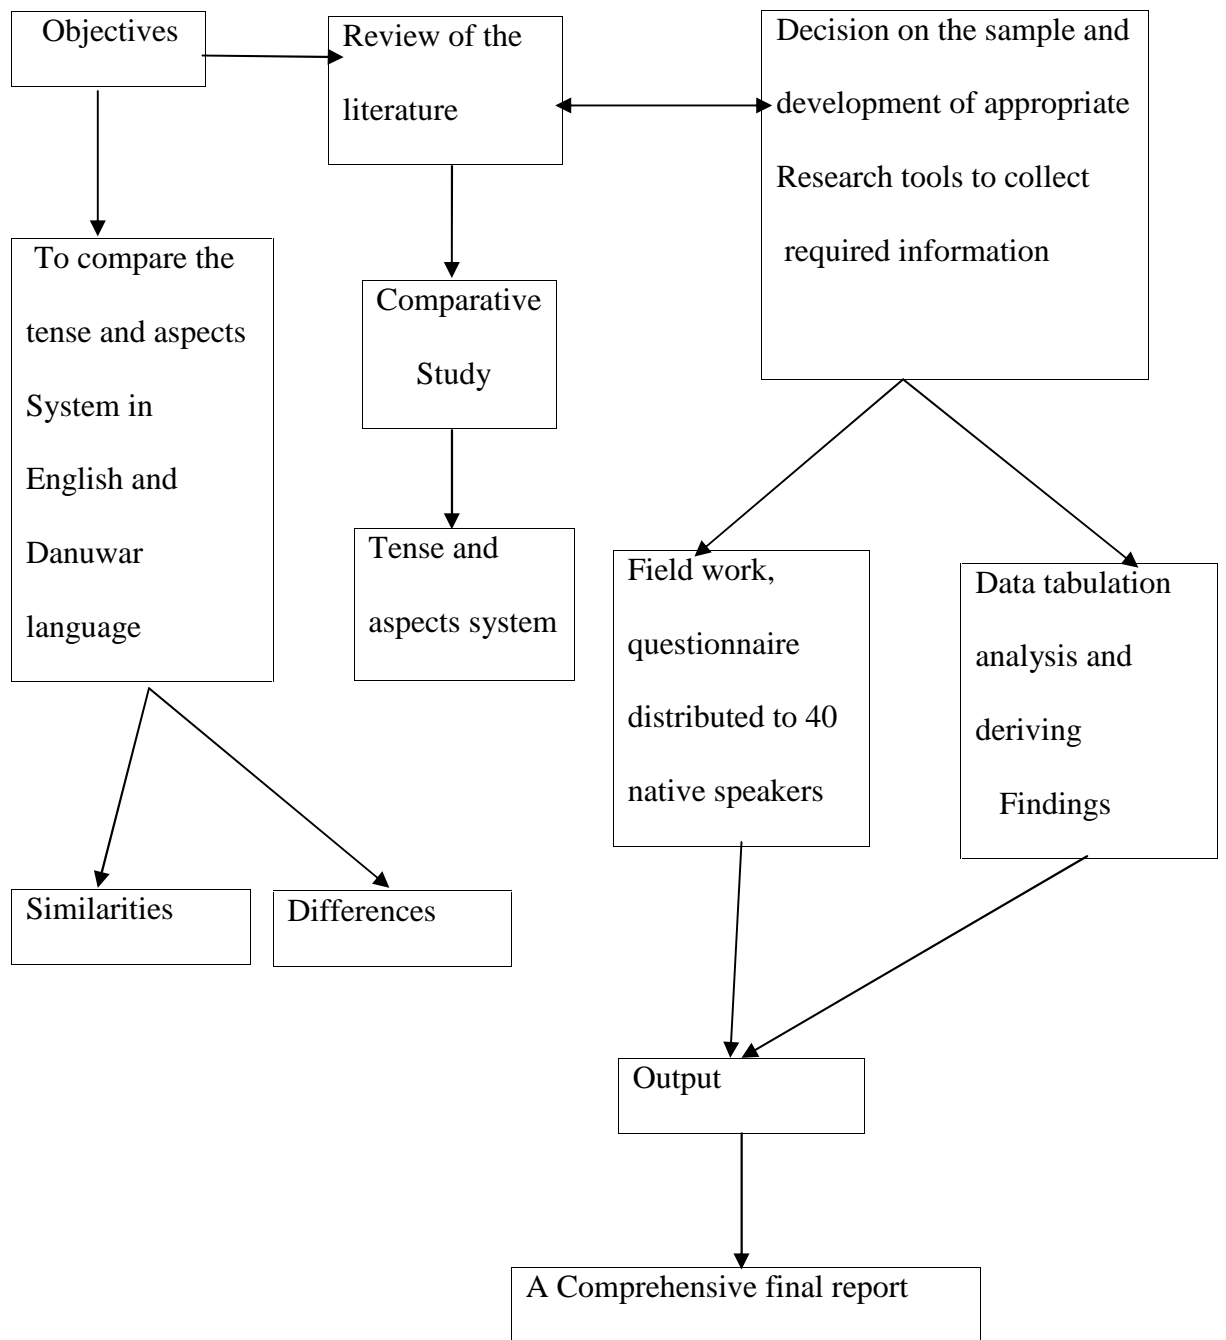 Objectives
Review of the
literature
Decision on the sample and
development of appropriate
Research tools to collect
required information
To compare the
tense and aspects
System in
English and
Danuwar
language
Comparative
Study
Tense and
aspects system
Field work,
questionnaire
distributed to 40
native speakers
Data tabulation
analysis and
deriving
Findings
Similarities
Differences
Output
A Comprehensive final report